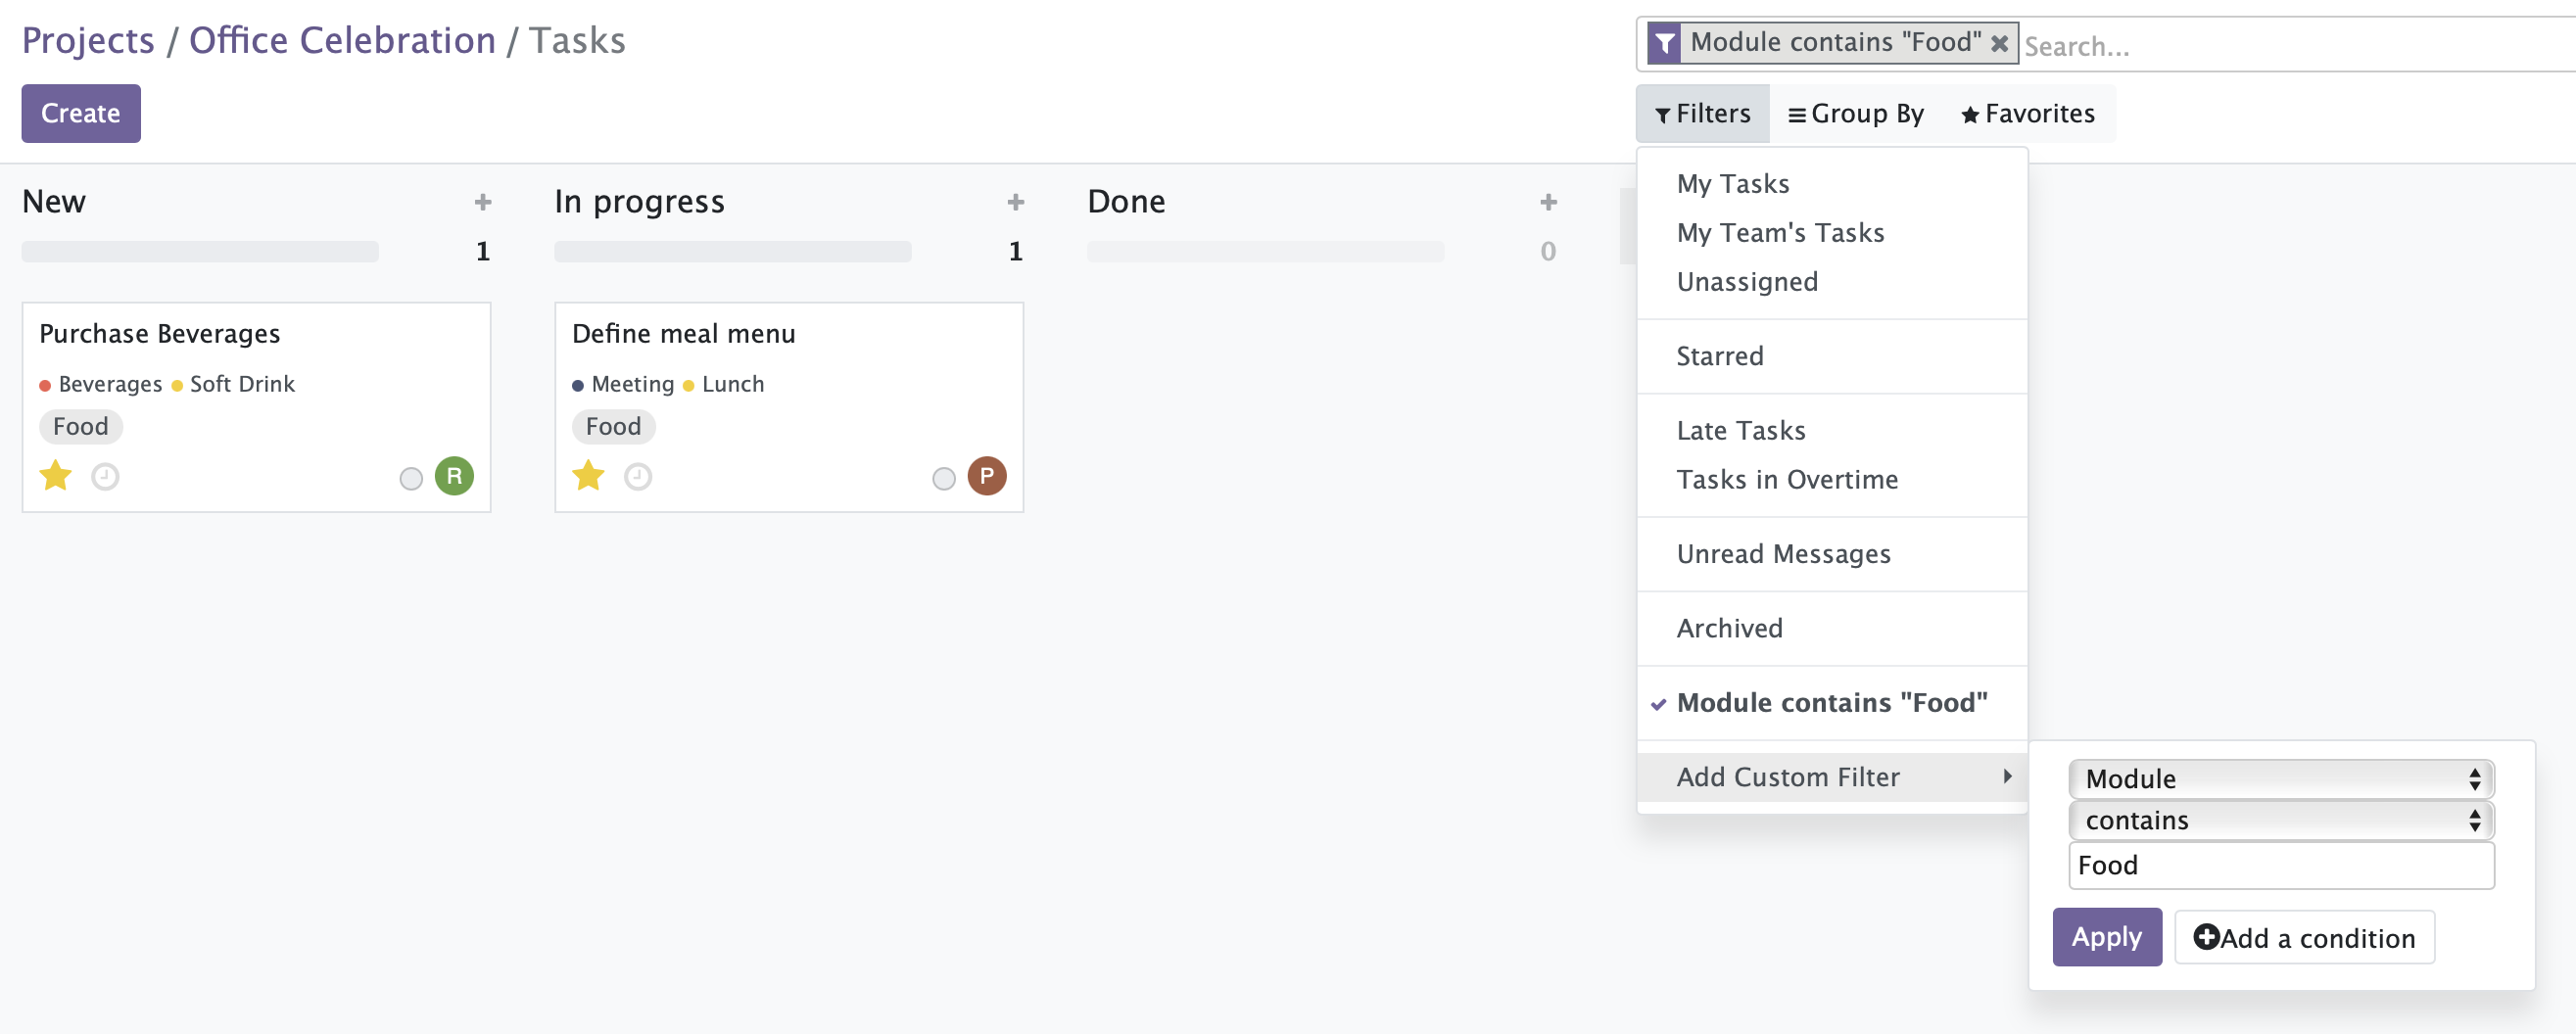 Projects / Office Celebration / Tasks
Module contains "Food"
Search...
Create
Filters
Group By
Favorites
New
1
In progress
1
Done
0
Purchase Beverages
Beverages Soft Drink
Food
R
Define meal menu
Meeting Lunch
Food
P
My Tasks
My Team's Tasks
Unassigned
Starred
Late Tasks
Tasks in Overtime
Unread Messages
Archived
Module contains "Food"
Add Custom Filter
Module
contains
Food
Apply
Add a condition